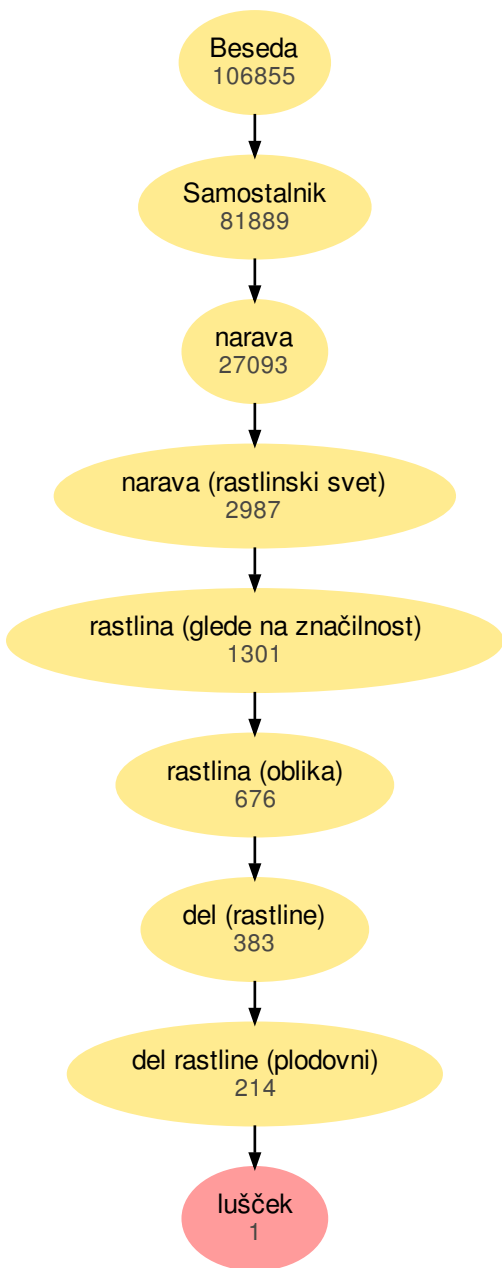 Beseda
106855
Samostalnik
81889
narava
27093
narava (rastlinski svet)
2987
rastlina (glede na značilnost)
1301
rastlina (oblika)
676
del (rastline)
383
del rastline (plodovni)
214
lušček
1